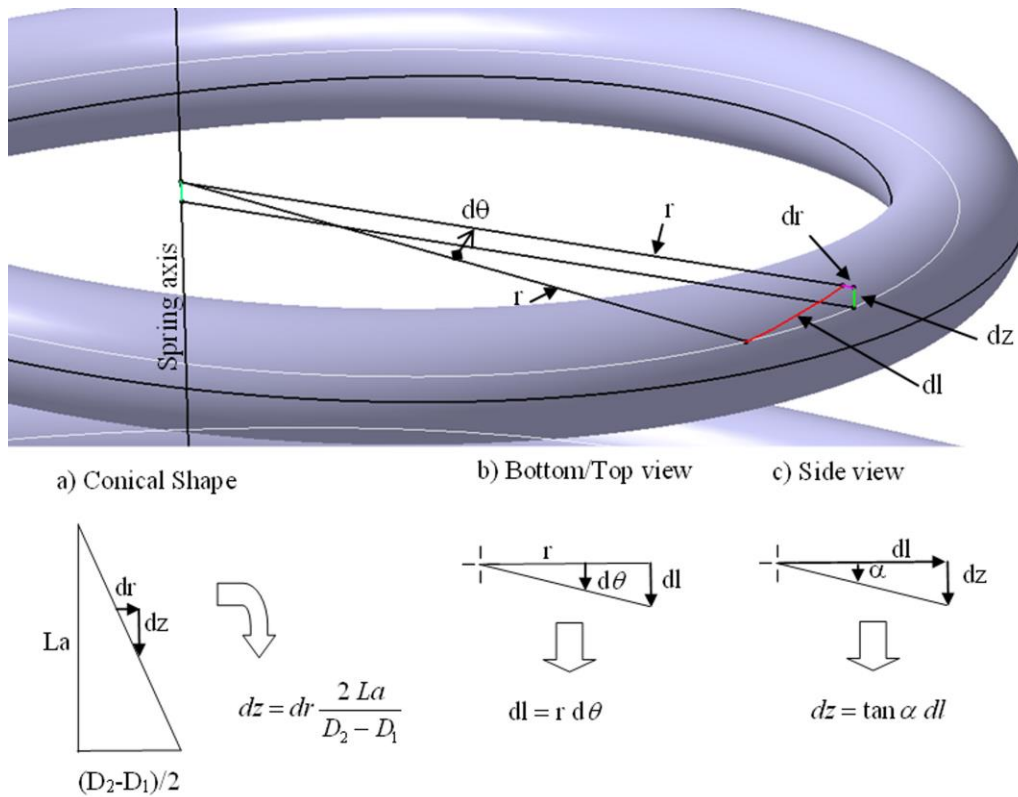 dθ
r
dr
r
Spring axis
dz
dl
a) Conical Shape
b) Bottom/Top view
c) Side view
dr
dz
La
(D₂-D₁)/2
dz = dr 2 La / D₂ − D₁
r
dθ
dl
dl = r dθ
dl
α
dz
dz = tan α dl